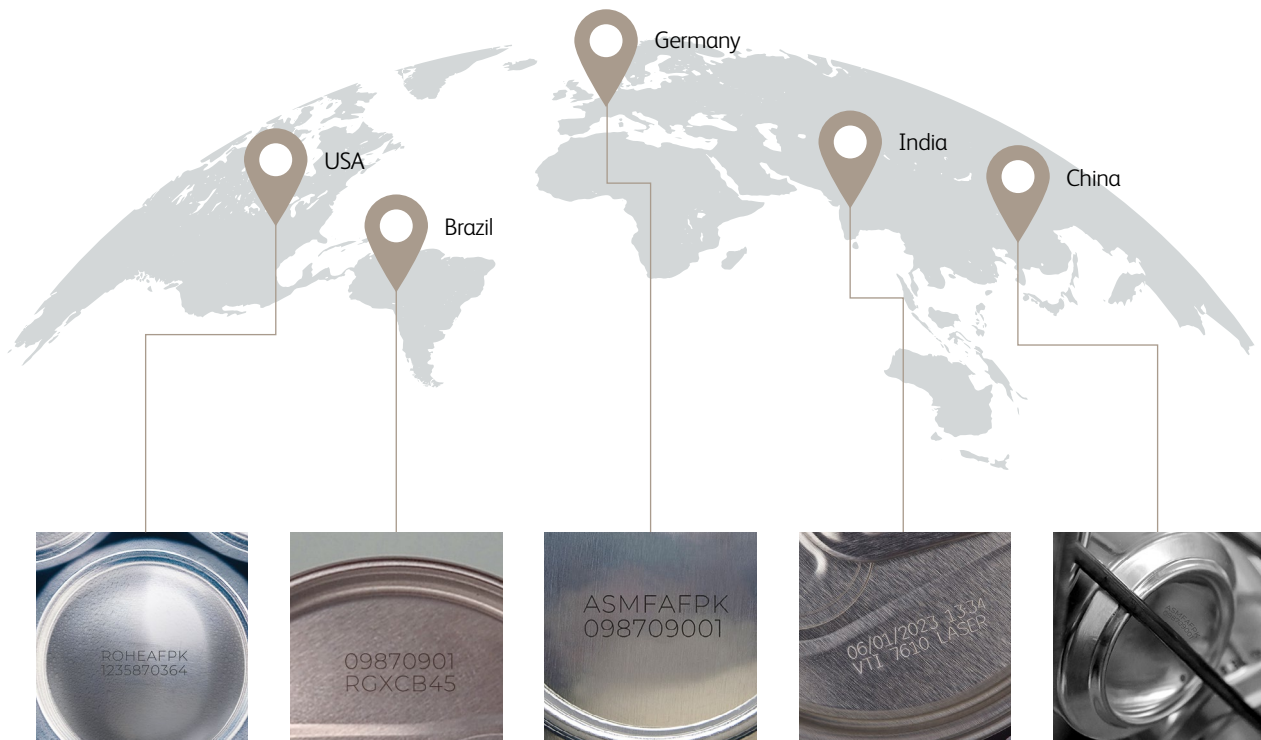 Germany
USA
India
China
Brazil
ROHEAFPK
1235870364
09870901
RGXCB45
ASMFAFPK
098709001
06/01/2023 13:34
VTI 7610 LASER